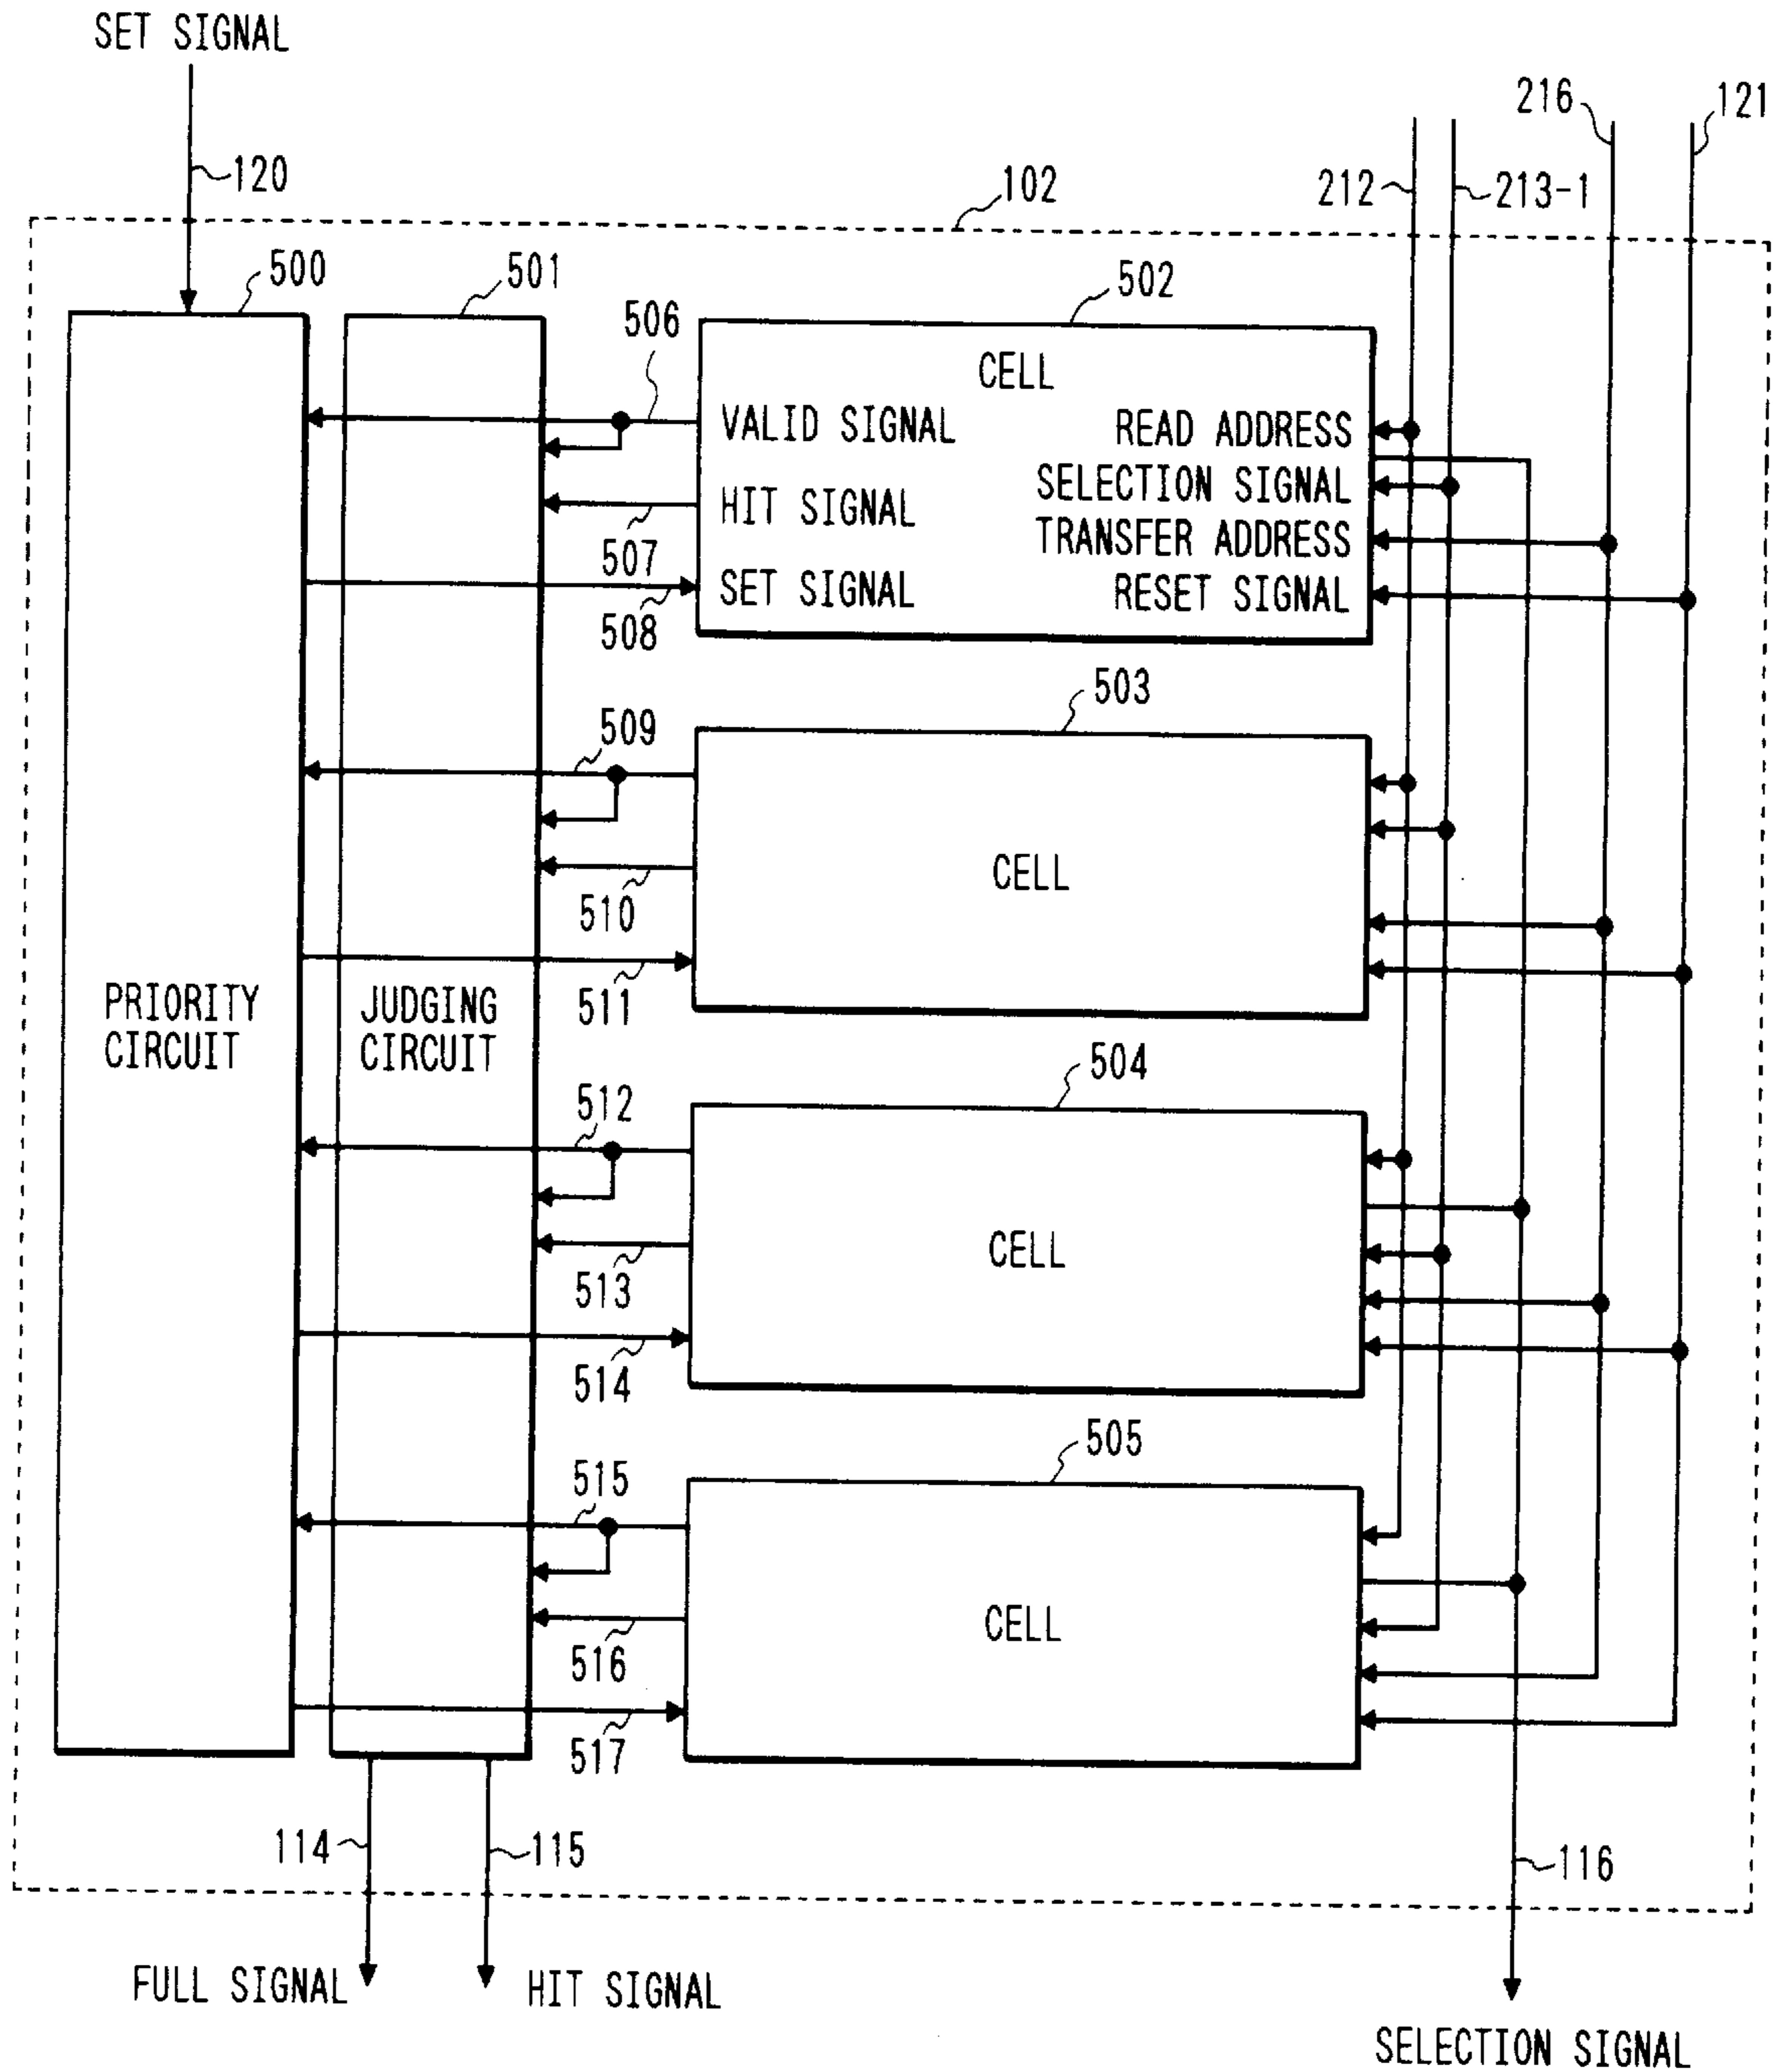 SET SIGNAL
120
216
121
212
213-1
102
500
501
502
506
CELL
VALID SIGNAL
READ ADDRESS
SELECTION SIGNAL
HIT SIGNAL
TRANSFER ADDRESS
507
SET SIGNAL
RESET SIGNAL
508
503
509
CELL
510
511
PRIORITY
CIRCUIT
JUDGING
CIRCUIT
504
512
CELL
513
514
505
515
CELL
516
517
114
115
116
FULL SIGNAL
HIT SIGNAL
SELECTION SIGNAL